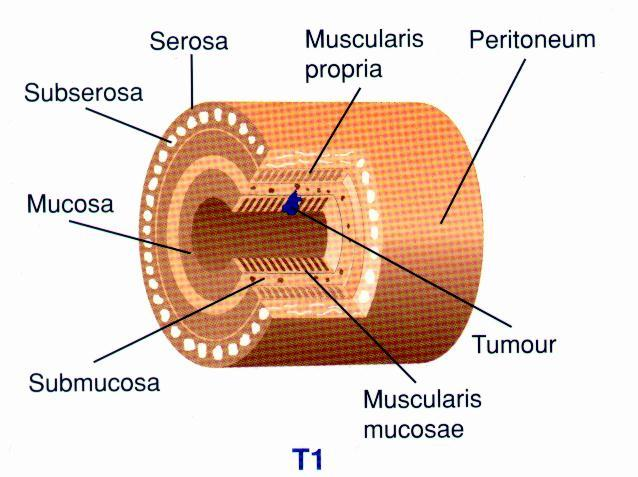 Serosa
Muscularis
propria
Peritoneum
Subserosa
Mucosa
Tumour
Submucosa
Muscularis
mucosae
T1